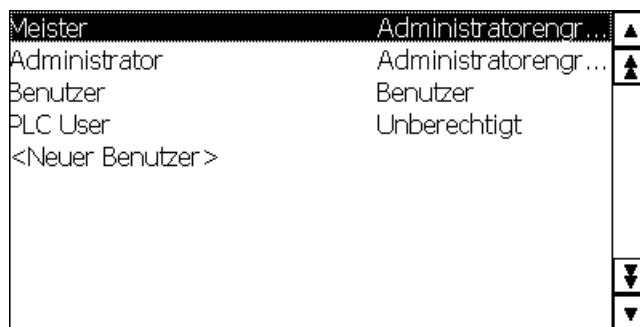 Meister Administratorengr...
Administrator Administratorengr...
Benutzer Benutzer
PLC User Unberechtigt
<Neuer Benutzer>